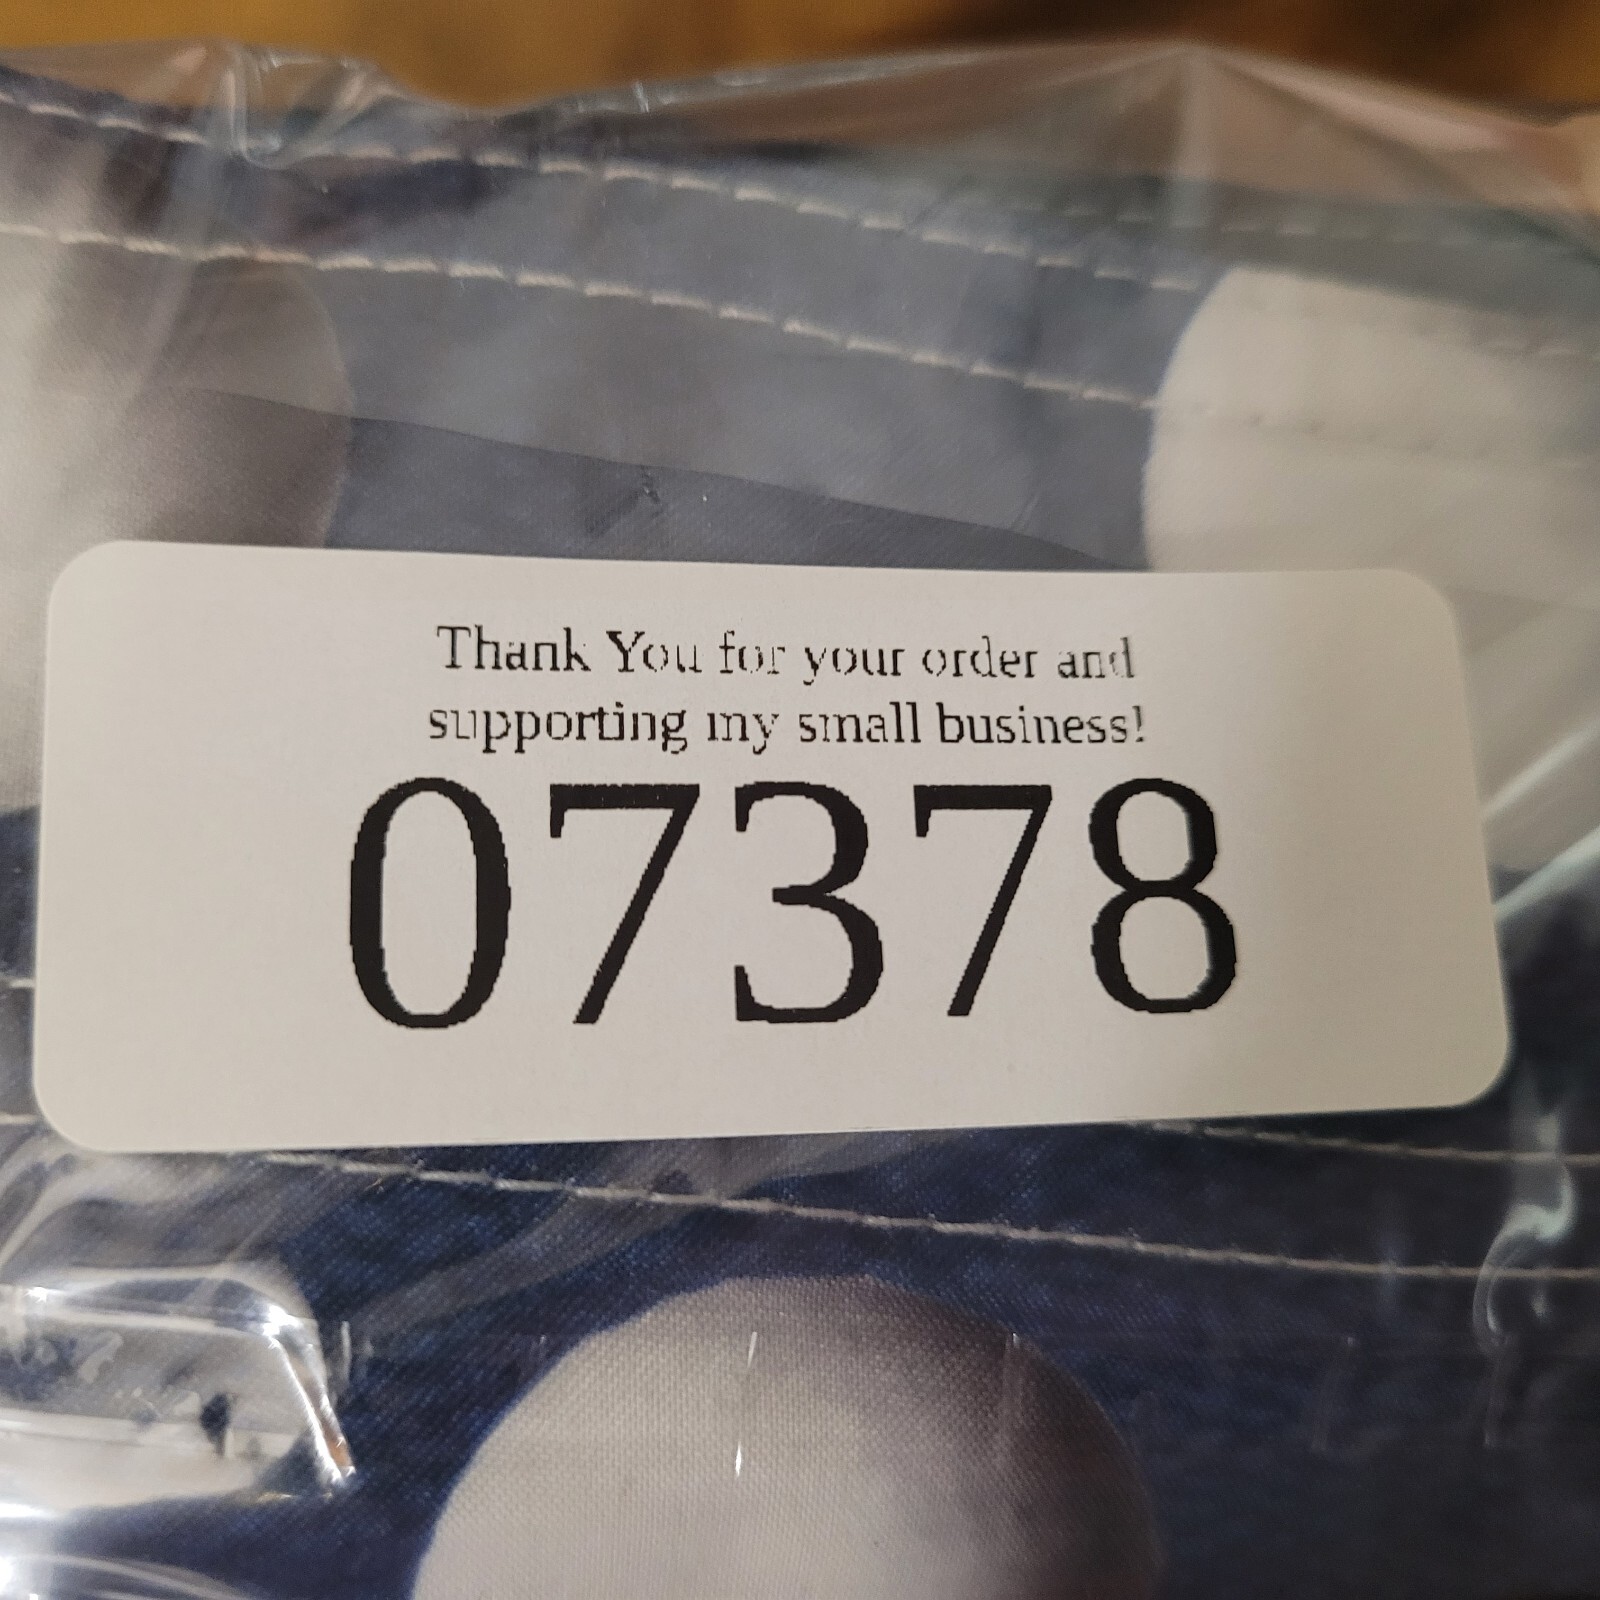 Thank You for your order and
supporting my small business!
07378